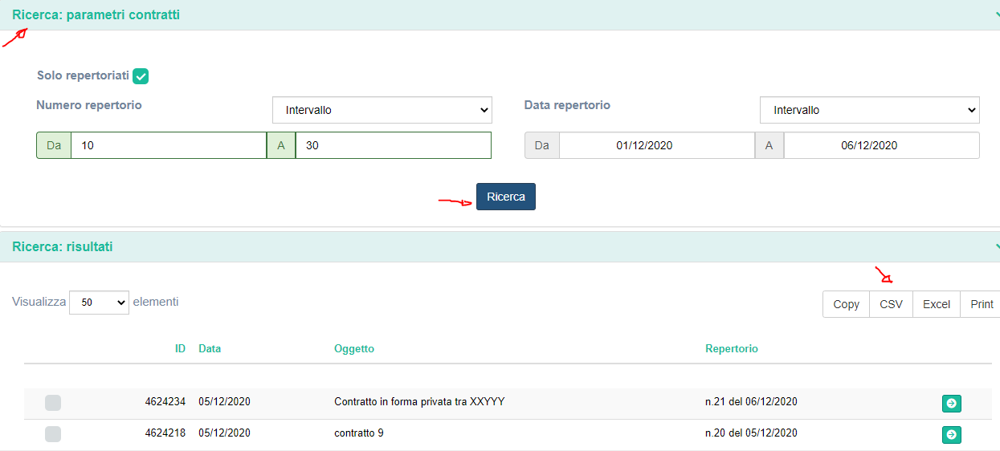 Ricerca: parametri contratti
Solo repertoriati
Numero repertorio Intervallo Data repertorio Intervallo
Da 10 A 30 Da 01/12/2020 A 06/12/2020
Ricerca
Ricerca: risultati
Visualizza 50 elementi Copy CSV Excel Print
ID Data Oggetto Repertorio
4624234 05/12/2020 Contratto in forma privata tra XXYYY n.21 del 06/12/2020
4624218 05/12/2020 contratto 9 n.20 del 05/12/2020